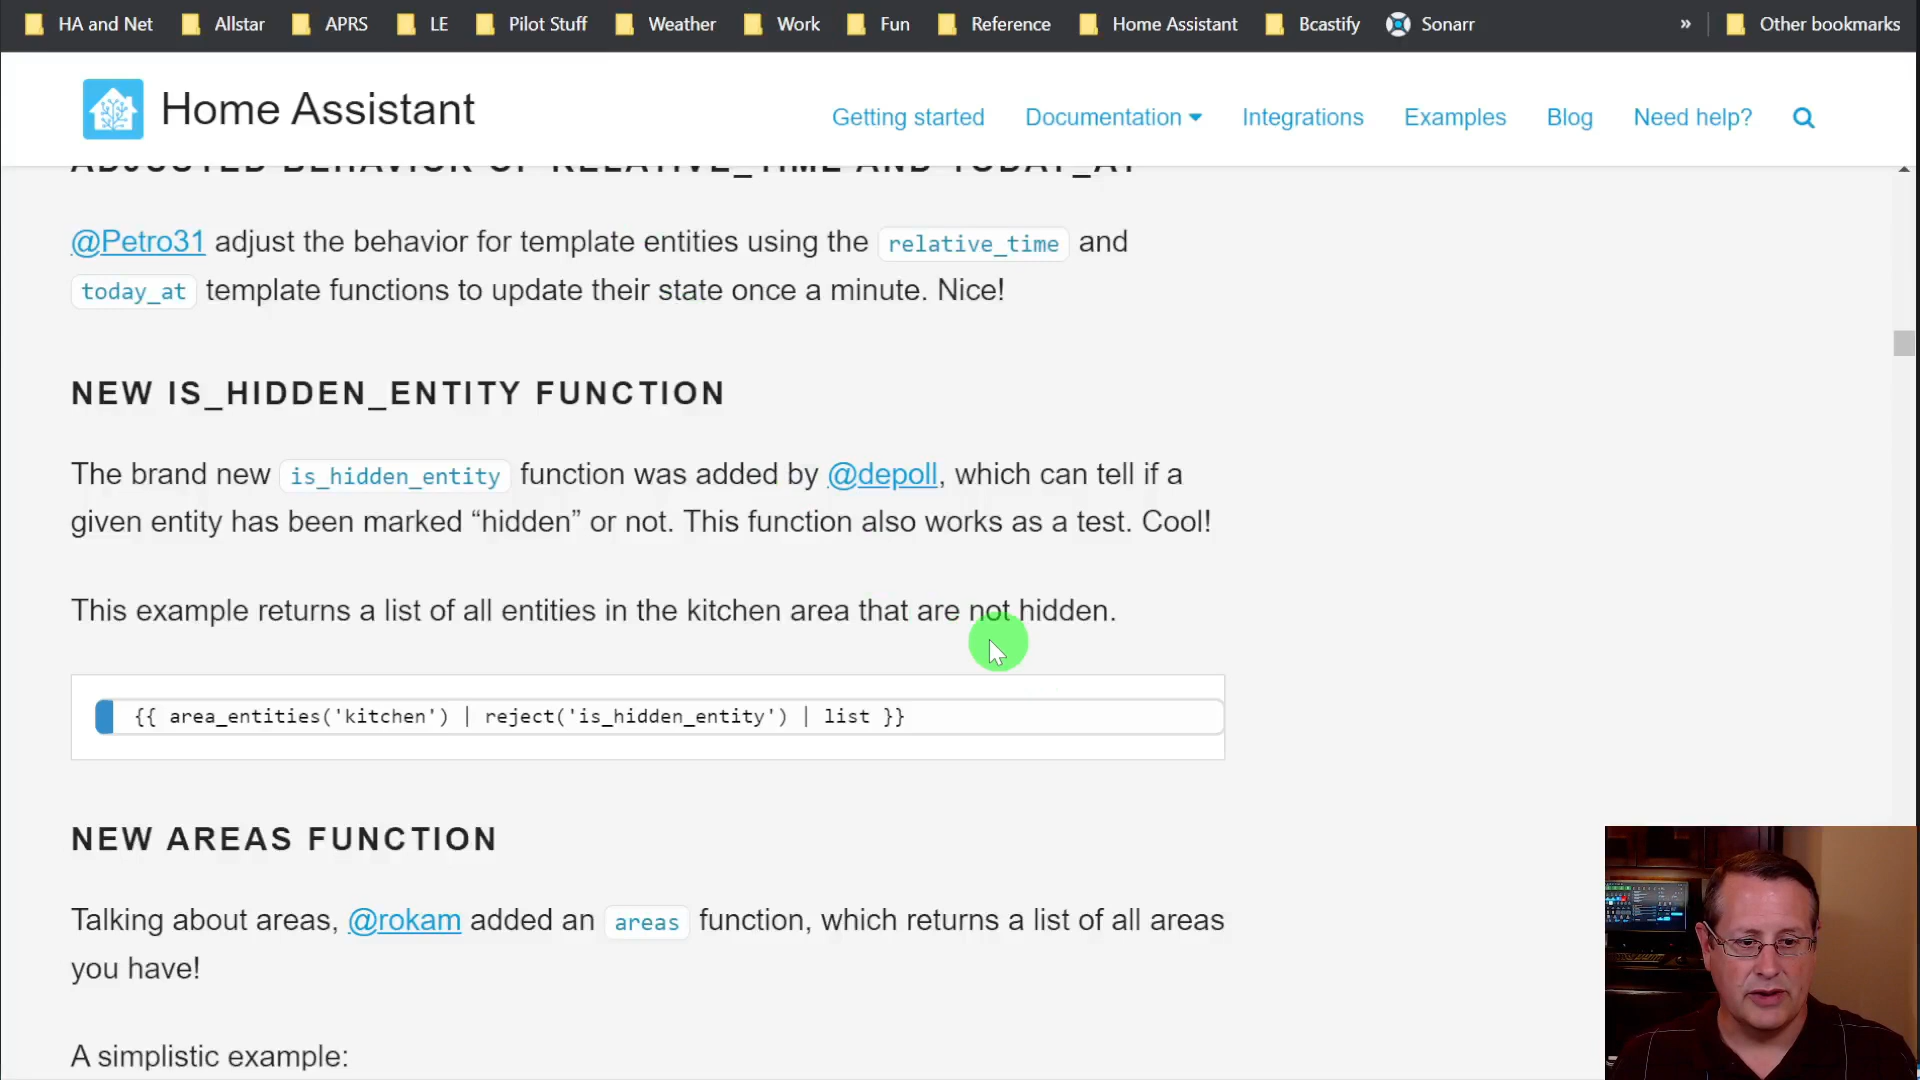 HA and Net Allstar APRS LE Pilot Stuff Weather Work Fun Reference Home Assistant Bcastify Sonarr » Other bookmarks
Home Assistant
Getting started Documentation Integrations Examples Blog Need help?
ADJUSTED BEHAVIOR OF RELATIVE_TIME AND TODAY_AT
@Petro31 adjust the behavior for template entities using the relative_time and
today_at template functions to update their state once a minute. Nice!
NEW IS_HIDDEN_ENTITY FUNCTION
The brand new is_hidden_entity function was added by @depoll, which can tell if a
given entity has been marked “hidden” or not. This function also works as a test. Cool!
This example returns a list of all entities in the kitchen area that are not hidden.
{{ area_entities('kitchen') | reject('is_hidden_entity') | list }}
NEW AREAS FUNCTION
Talking about areas, @rokam added an areas function, which returns a list of all areas
you have!
A simplistic example: